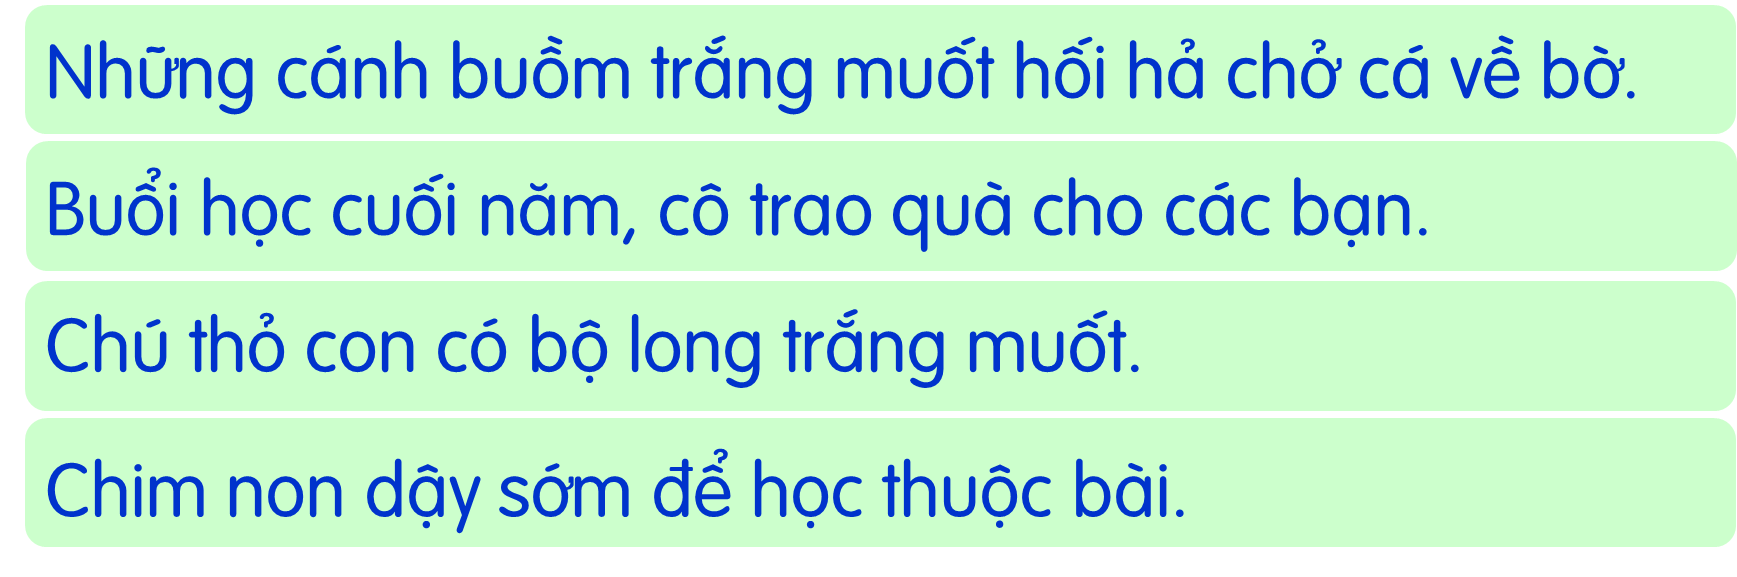 Những cánh buồm trắng muốt hối hả chở cá về bờ.
Buổi học cuối năm, cô trao quà cho các bạn.
Chú thỏ con có bộ long trắng muốt.
Chim non dậy sớm để học thuộc bài.